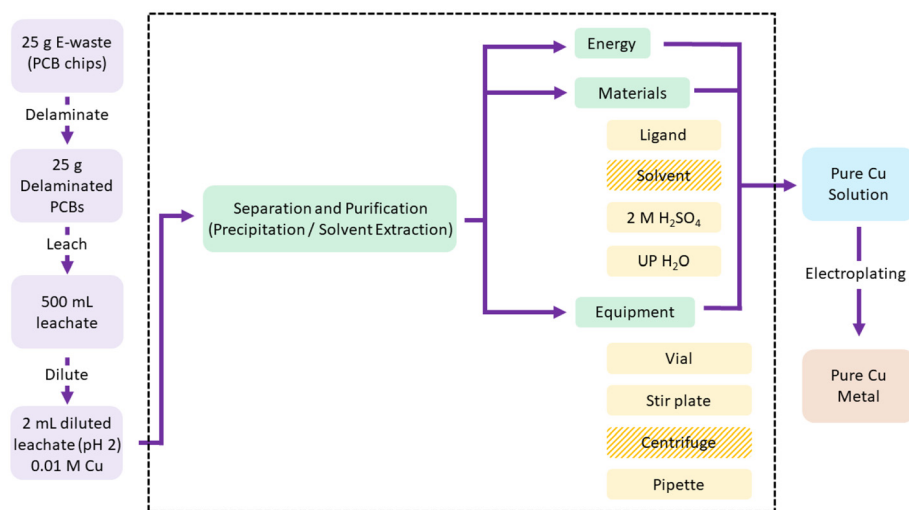 25 g E-waste
(PCB chips)
Delaminate
25 g
Delaminated
PCBs
Leach
500 mL
leachate
Dilute
2 mL diluted
leachate (pH 2)
0.01 M Cu
Separation and Purification
(Precipitation / Solvent Extraction)
Energy
Materials
Ligand
Solvent
2 M H₂SO₄
UP H₂O
Equipment
Vial
Stir plate
Centrifuge
Pipette
Pure Cu
Solution
Electroplating
Pure Cu
Metal